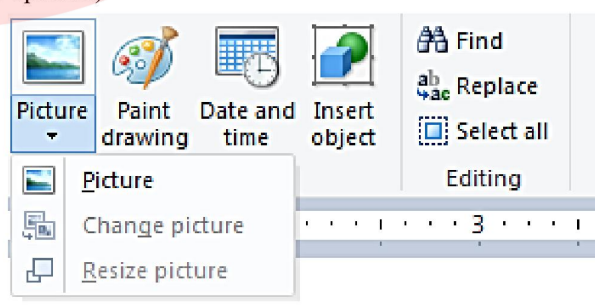 Picture
Paint drawing
Date and time
Insert object
Find
Replace
Select all
Editing
Picture
Change picture
Resize picture
3